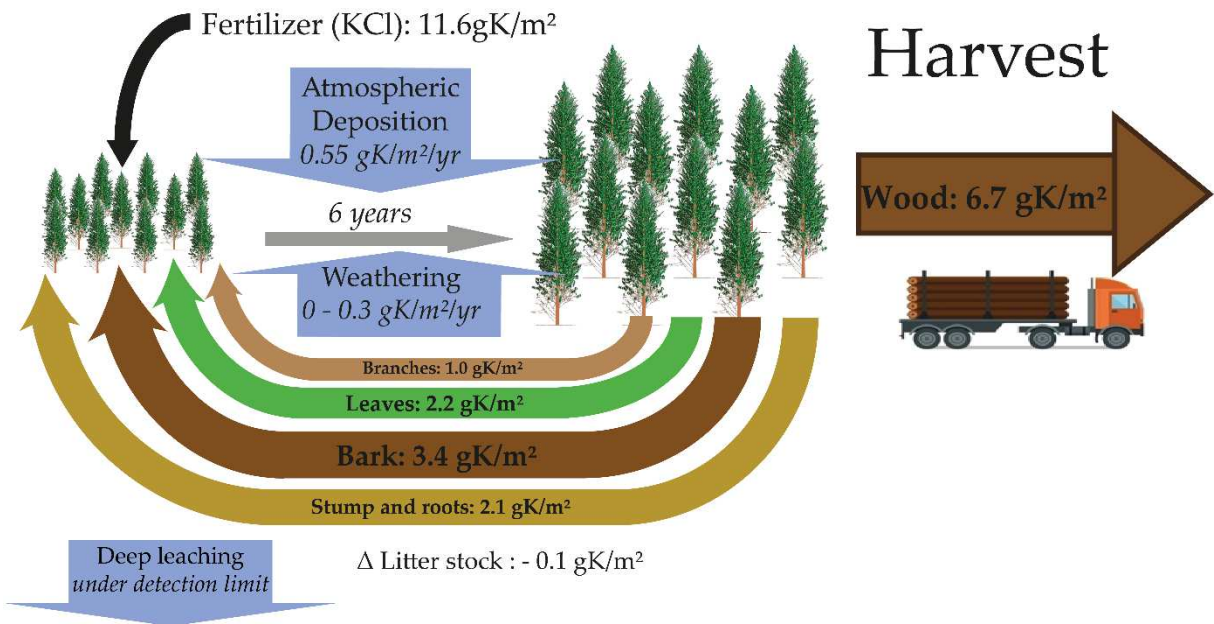 Fertilizer (KCl): 11.6gK/m²
Harvest
Atmospheric
Deposition
0.55 gK/m²/yr
Wood: 6.7 gK/m²
6 years
Weathering
0 - 0.3 gK/m²/yr
Branches: 1.0 gK/m²
Leaves: 2.2 gK/m²
Bark: 3.4 gK/m²
Stump and roots: 2.1 gK/m²
Deep leaching
under detection limit
Δ Litter stock : - 0.1 gK/m²